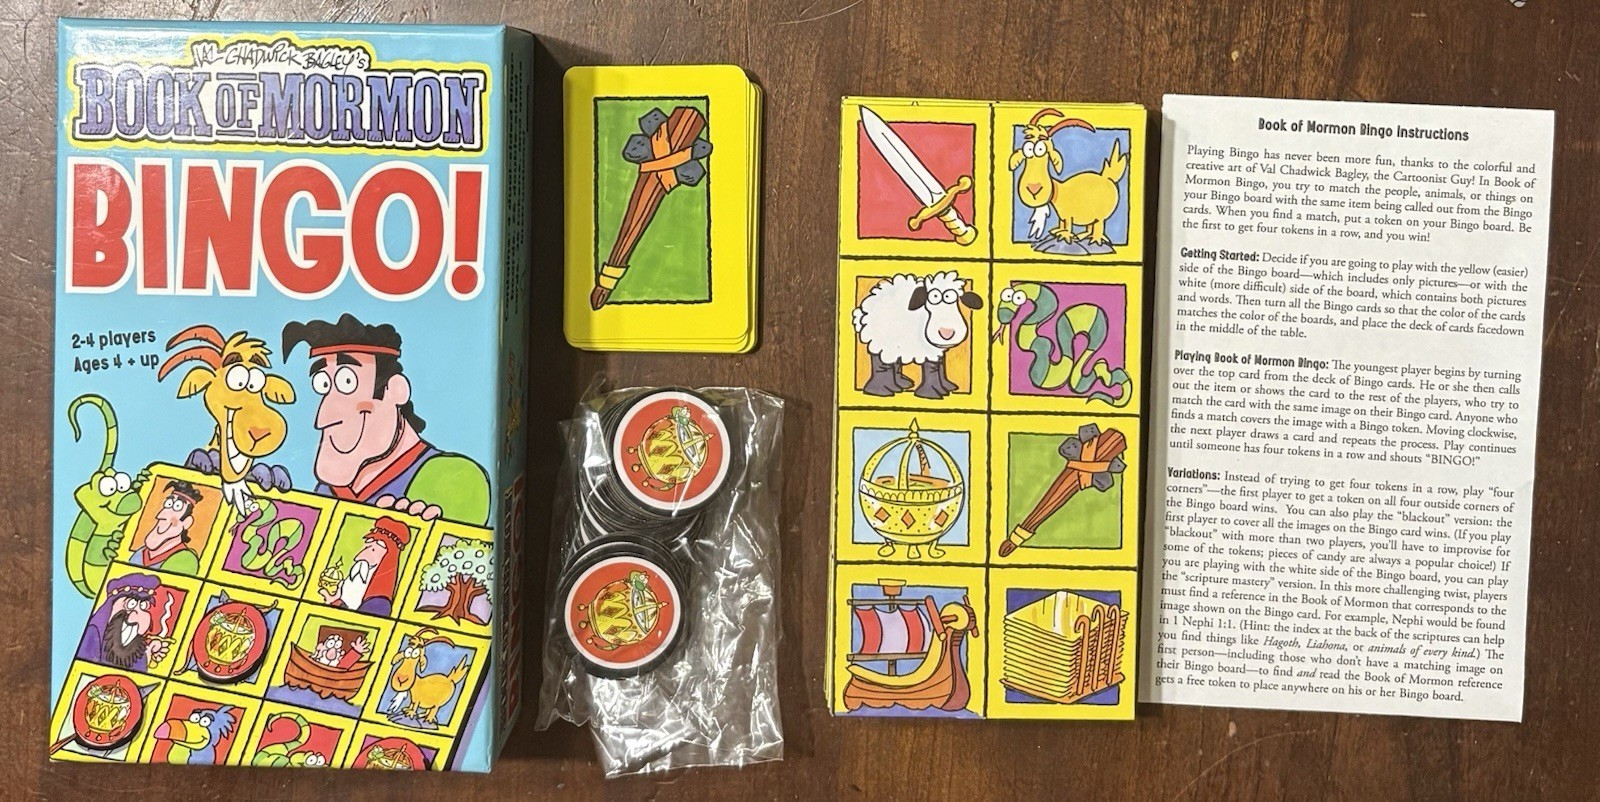 VAL CHADWICK BAGLEY'S
BOOK OF MORMON
BINGO!
2-4 players
Ages 4 + up
Book of Mormon Bingo Instructions
Playing Bingo has never been more fun, thanks to the colorful and
creative art of Val Chadwick Bagley, the Cartoonist Guy! In Book of
Mormon Bingo, you try to match the people, animals, or things on
your Bingo board with the same item being called out from the Bingo
cards. When you find a match, put a token on your Bingo board. Be
the first to get four tokens in a row, and you win!
Getting Started: Decide if you are going to play with the yellow (easier)
side of the Bingo board—which includes only pictures—or with the
white (more difficult) side of the board, which contains both pictures
and words. Then turn all the Bingo cards so that the color of the cards
matches the color of the boards, and place the deck of cards facedown
in the middle of the table.
Playing Book of Mormon Bingo: The youngest player begins by turning
over the top card from the deck of Bingo cards. He or she then calls
out the item or shows the card to the rest of the players, who try to
match the card with the same image on their Bingo card. Anyone who
finds a match covers the image with a Bingo token. Moving clockwise,
the next player draws a card and repeats the process. Play continues
until someone has four tokens in a row and shouts "BINGO!"
Variations: Instead of trying to get four tokens in a row, play "four
corners"—the first player to get a token on all four outside corners of
the Bingo board wins. You can also play the "blackout" version: the
first player to cover all the images on the Bingo card wins. (If you play
"blackout" with more than two players, you'll have to improvise for
some of the tokens; pieces of candy are always a popular choice!) If
you are playing with the white side of the Bingo board, you can play
the "scripture mastery" version. In this more challenging twist, players
must find a reference in the Book of Mormon that corresponds to the
image shown on the Bingo card. For example, Nephi would be found
in 1 Nephi 1:1. (Hint: the index at the back of the scriptures can help
you find things like Hagoth, Liahona, or animals of every kind.) The
first person—including those who don't have a matching image on
their Bingo board—to find and read the Book of Mormon reference
gets a free token to place anywhere on his or her Bingo board.